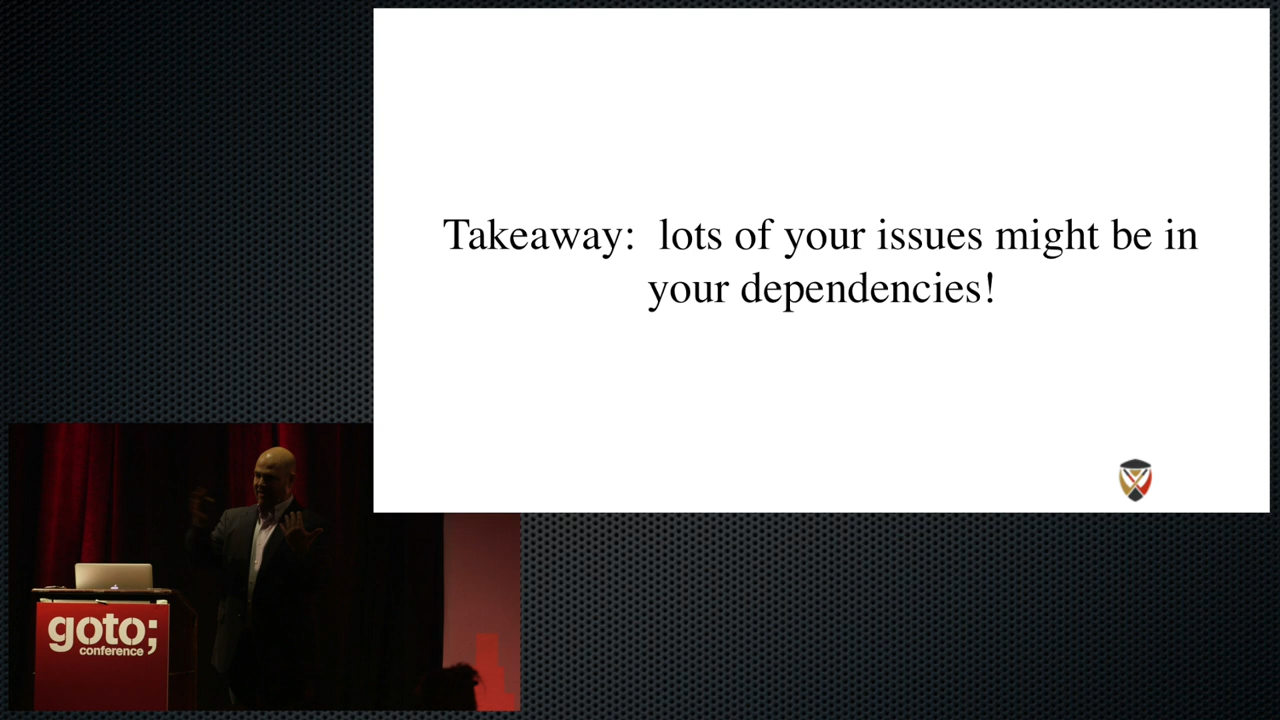 Takeaway:  lots of your issues might be in
your dependencies!
goto;
conference